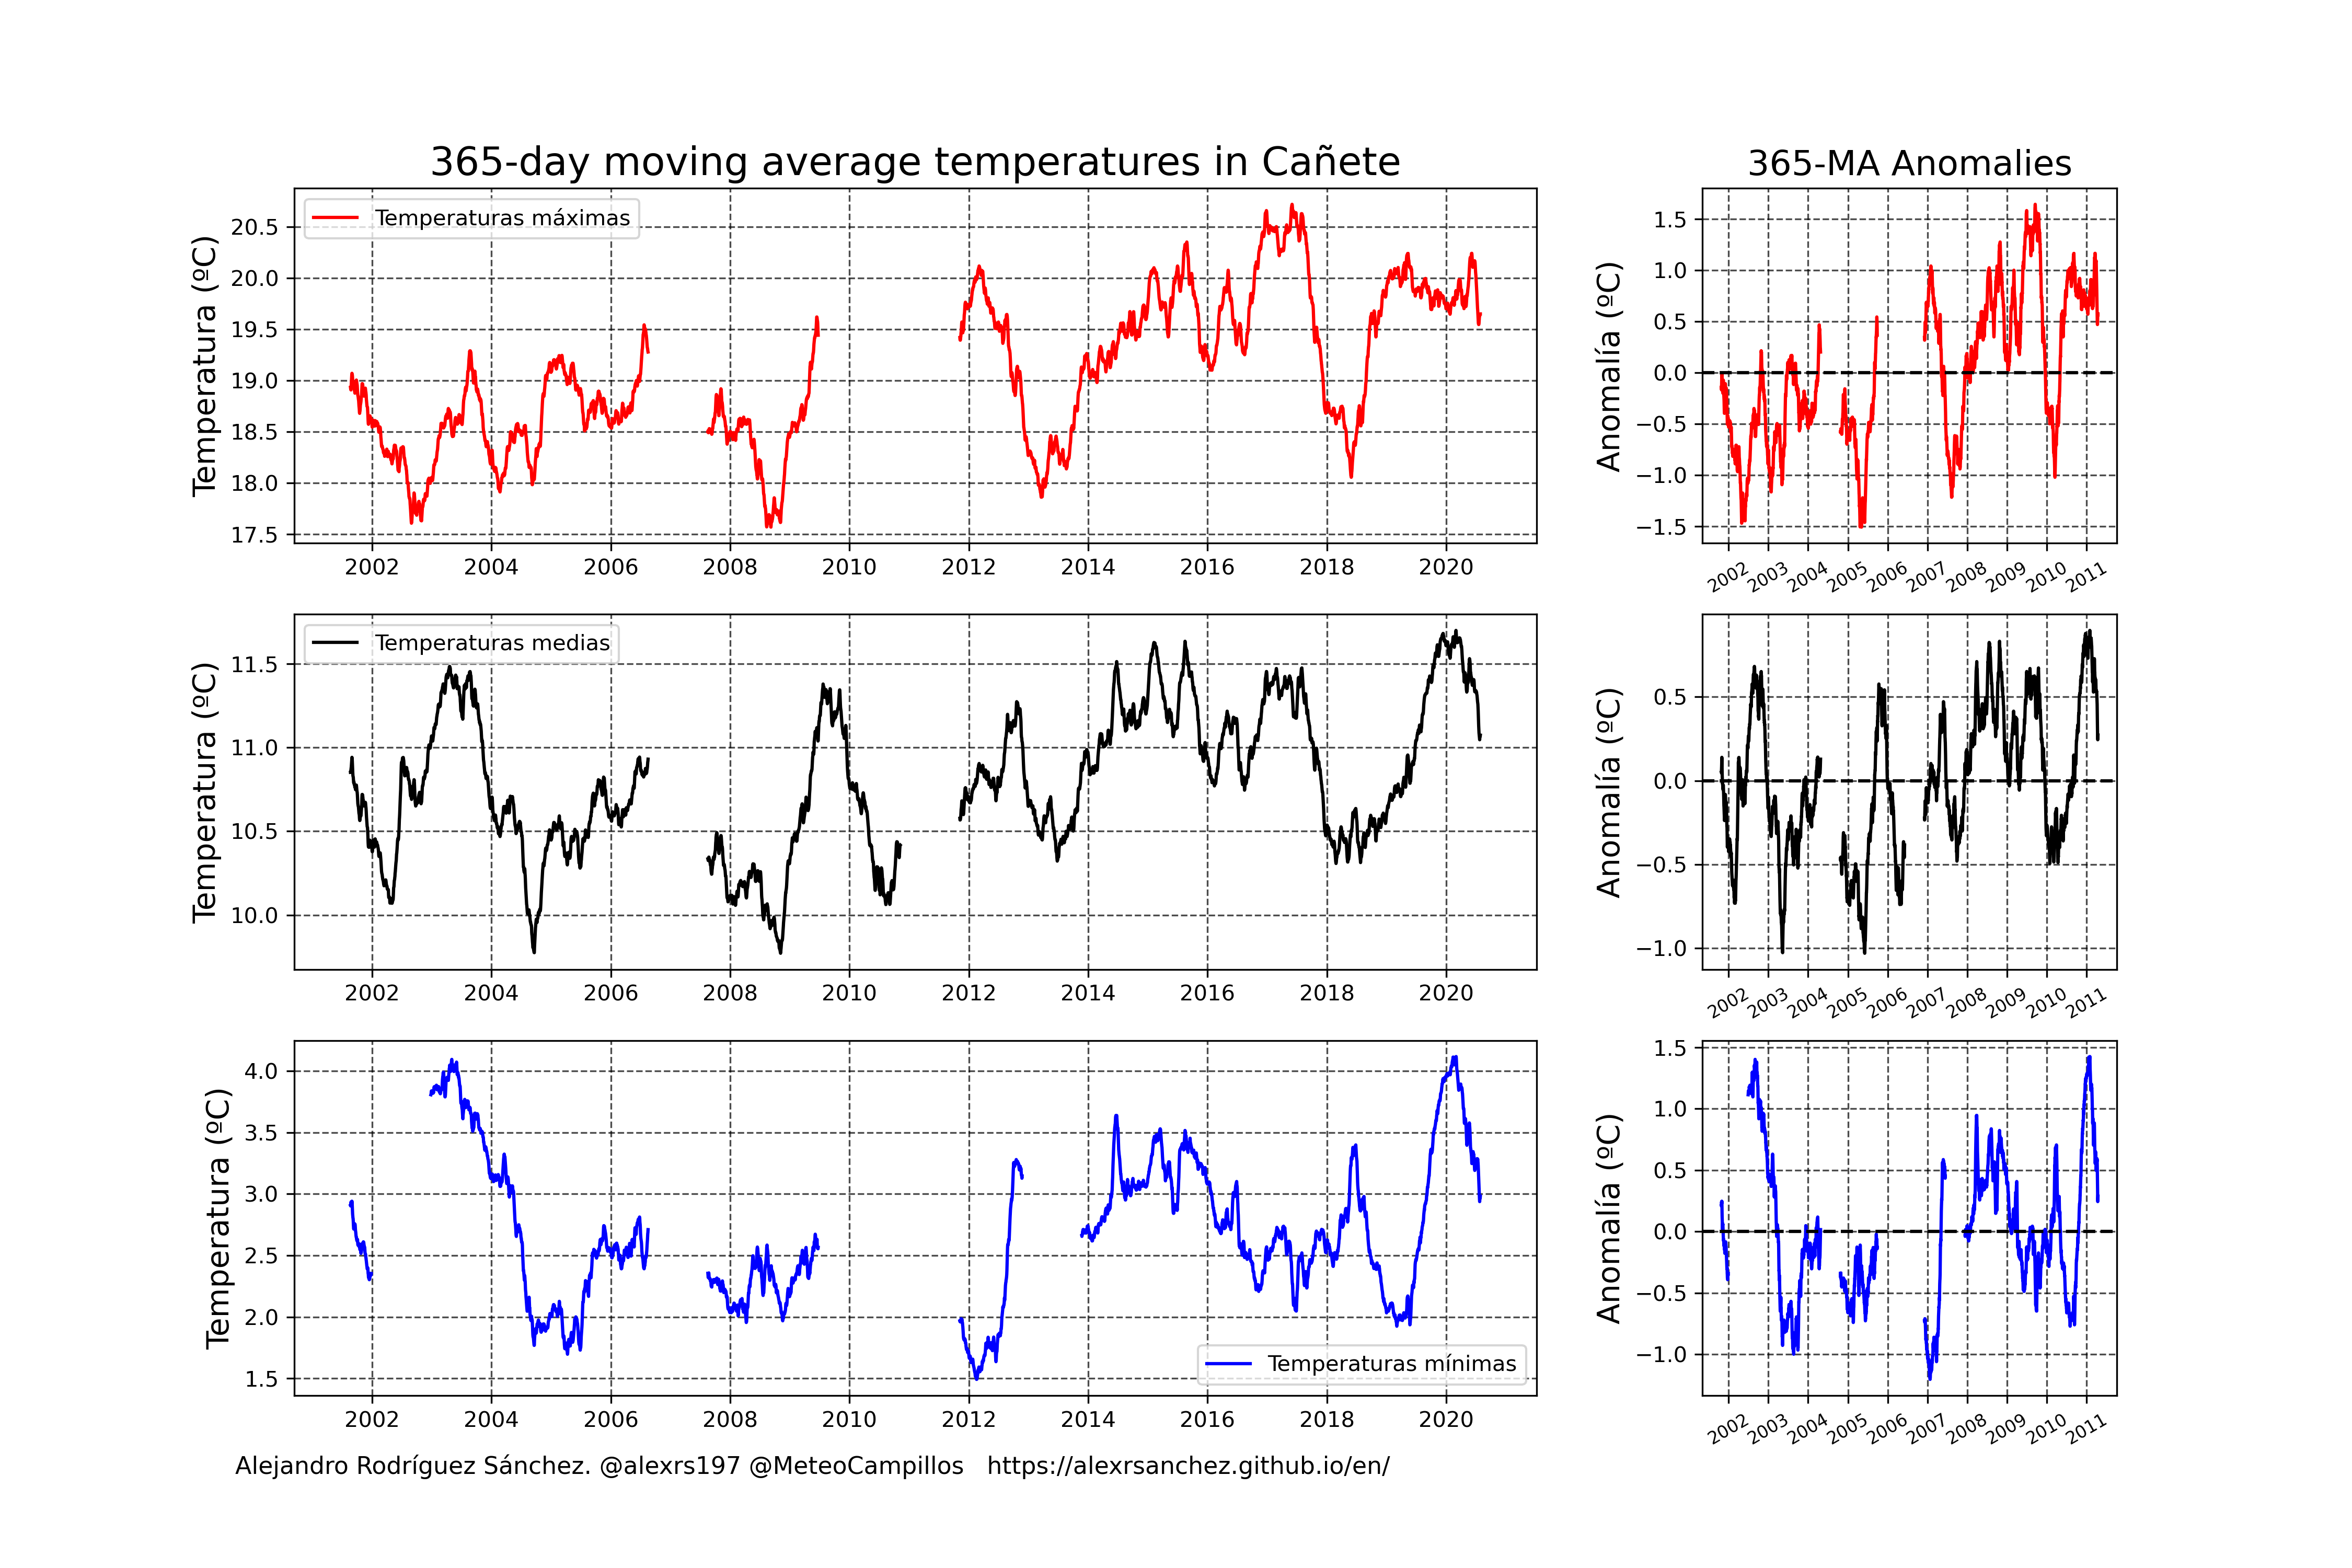 365-day moving average temperatures in Cañete
365-MA Anomalies
Temperatura (ºC)
20.5
20.0
19.5
19.0
18.5
18.0
17.5
Temperaturas máximas
2002 2004 2006 2008 2010 2012 2014 2016 2018 2020
Anomalía (ºC)
1.5
1.0
0.5
0.0
−0.5
−1.0
−1.5
2002 2003 2004 2005 2006 2007 2008 2009 2010 2011
Temperatura (ºC)
11.5
11.0
10.5
10.0
Temperaturas medias
2002 2004 2006 2008 2010 2012 2014 2016 2018 2020
Anomalía (ºC)
0.5
0.0
−0.5
−1.0
2002 2003 2004 2005 2006 2007 2008 2009 2010 2011
Temperatura (ºC)
4.0
3.5
3.0
2.5
2.0
1.5
Temperaturas mínimas
2002 2004 2006 2008 2010 2012 2014 2016 2018 2020
Anomalía (ºC)
1.5
1.0
0.5
0.0
−0.5
−1.0
2002 2003 2004 2005 2006 2007 2008 2009 2010 2011
Alejandro Rodríguez Sánchez. @alexrs197 @MeteoCampillos https://alexrsanchez.github.io/en/